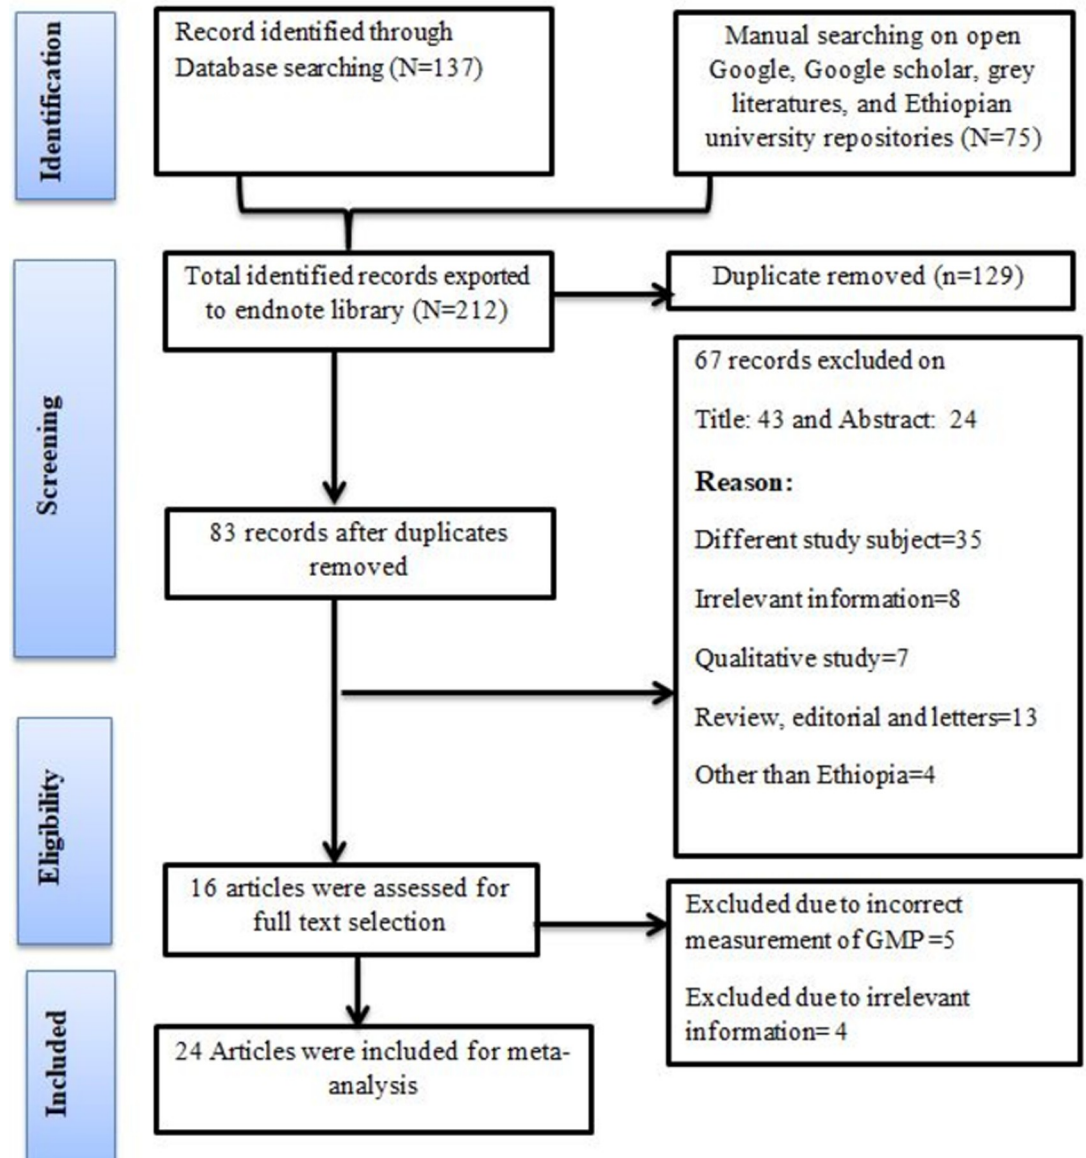 Identification
Record identified through
Database searching (N=137)
Manual searching on open
Google, Google scholar, grey
literatures, and Ethiopian
university repositories (N=75)
Screening
Total identified records exported
to endnote library (N=212)
Duplicate removed (n=129)
83 records after duplicates
removed
67 records excluded on
Title: 43 and Abstract: 24
Reason:
Different study subject=35
Irrelevant information=8
Qualitative study=7
Review, editorial and letters=13
Other than Ethiopia=4
Eligibility
16 articles were assessed for
full text selection
Excluded due to incorrect
measurement of GMP =5
Excluded due to irrelevant
information= 4
Included
24 Articles were included for meta-
analysis